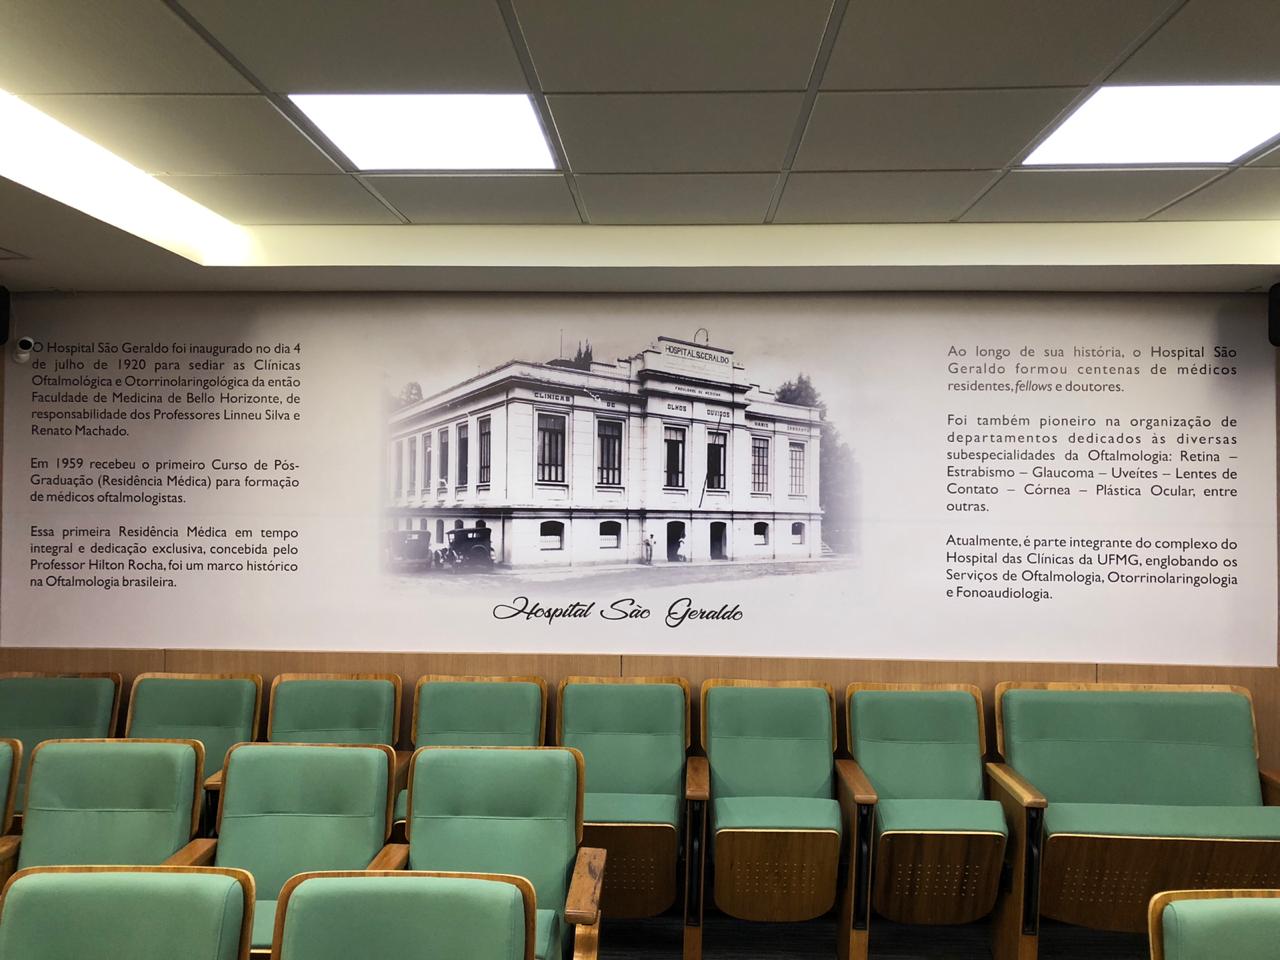 O Hospital São Geraldo foi inaugurado no dia 4
de julho de 1920 para sediar as Clínicas
Oftalmológica e Otorrinolaringológica da então
Faculdade de Medicina de Bello Horizonte, de
responsabilidade dos Professores Linneu Silva e
Renato Machado.
Em 1959 recebeu o primeiro Curso de Pós-
Graduação (Residência Médica) para formação
de médicos oftalmologistas.
Essa primeira Residência Médica em tempo
integral e dedicação exclusiva, concebida pelo
Professor Hilton Rocha, foi um marco histórico
na Oftalmologia brasileira.
HOSPITAL S. GERALDO
FACULDADE DE MEDICINA
CLINICAS DE OLHOS OUVIDOS NARIZ GARGANTA
Hospital São Geraldo
Ao longo de sua história, o Hospital São
Geraldo formou centenas de médicos
residentes, fellows e doutores.
Foi também pioneiro na organização de
departamentos dedicados às diversas
subespecialidades da Oftalmologia: Retina –
Estrabismo – Glaucoma – Uveítes – Lentes de
Contato – Córnea – Plástica Ocular, entre
outras.
Atualmente, é parte integrante do complexo do
Hospital das Clínicas da UFMG, englobando os
Serviços de Oftalmologia, Otorrinolaringologia
e Fonoaudiologia.